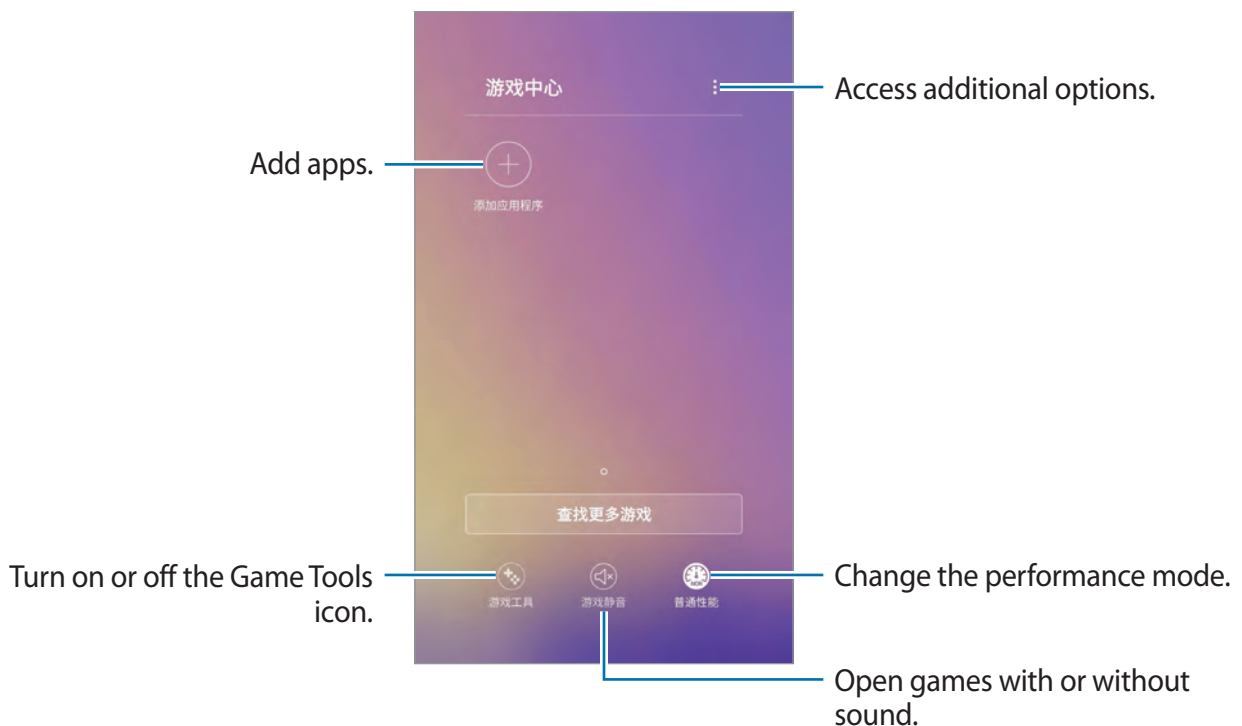 游戏中心
Access additional options.
Add apps.
添加应用程序
查找更多游戏
Turn on or off the Game Tools
icon.
游戏工具
游戏静音
普通性能
Change the performance mode.
Open games with or without
sound.